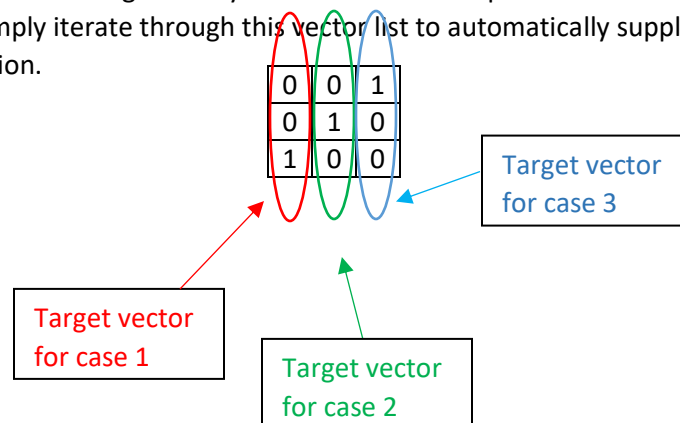 mply iterate through this vector list to automatically suppl
ion.
0 0 1
0 1 0
1 0 0
Target vector
for case 3
Target vector
for case 1
Target vector
for case 2